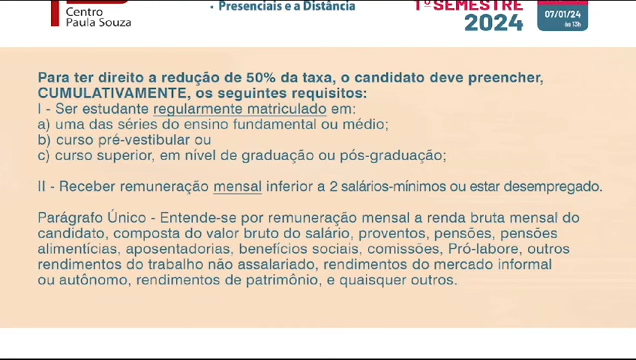 Centro
Paula Souza
• Presenciais e a Distância
1º SEMESTRE
2024
07/01/24
às 13h
Para ter direito a redução de 50% da taxa, o candidato deve preencher,
CUMULATIVAMENTE, os seguintes requisitos:
I - Ser estudante regularmente matriculado em:
a) uma das séries do ensino fundamental ou médio;
b) curso pré-vestibular ou
c) curso superior, em nível de graduação ou pós-graduação;
II - Receber remuneração mensal inferior a 2 salários-mínimos ou estar desempregado.
Parágrafo Único - Entende-se por remuneração mensal a renda bruta mensal do
candidato, composta do valor bruto do salário, proventos, pensões, pensões
alimentícias, aposentadorias, benefícios sociais, comissões, Pró-labore, outros
rendimentos do trabalho não assalariado, rendimentos do mercado informal
ou autônomo, rendimentos de patrimônio, e quaisquer outros.